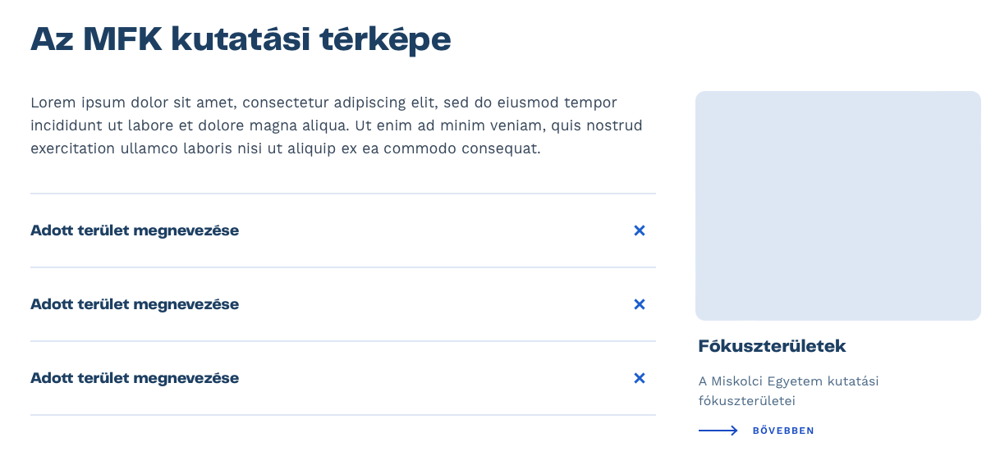 Az MFK kutatási térképe
Lorem ipsum dolor sit amet, consectetur adipiscing elit, sed do eiusmod tempor
incididunt ut labore et dolore magna aliqua. Ut enim ad minim veniam, quis nostrud
exercitation ullamco laboris nisi ut aliquip ex ea commodo consequat.
Adott terület megnevezése
Adott terület megnevezése
Adott terület megnevezése
Fókuszterületek
A Miskolci Egyetem kutatási
fókuszterületei
BŐVEBBEN